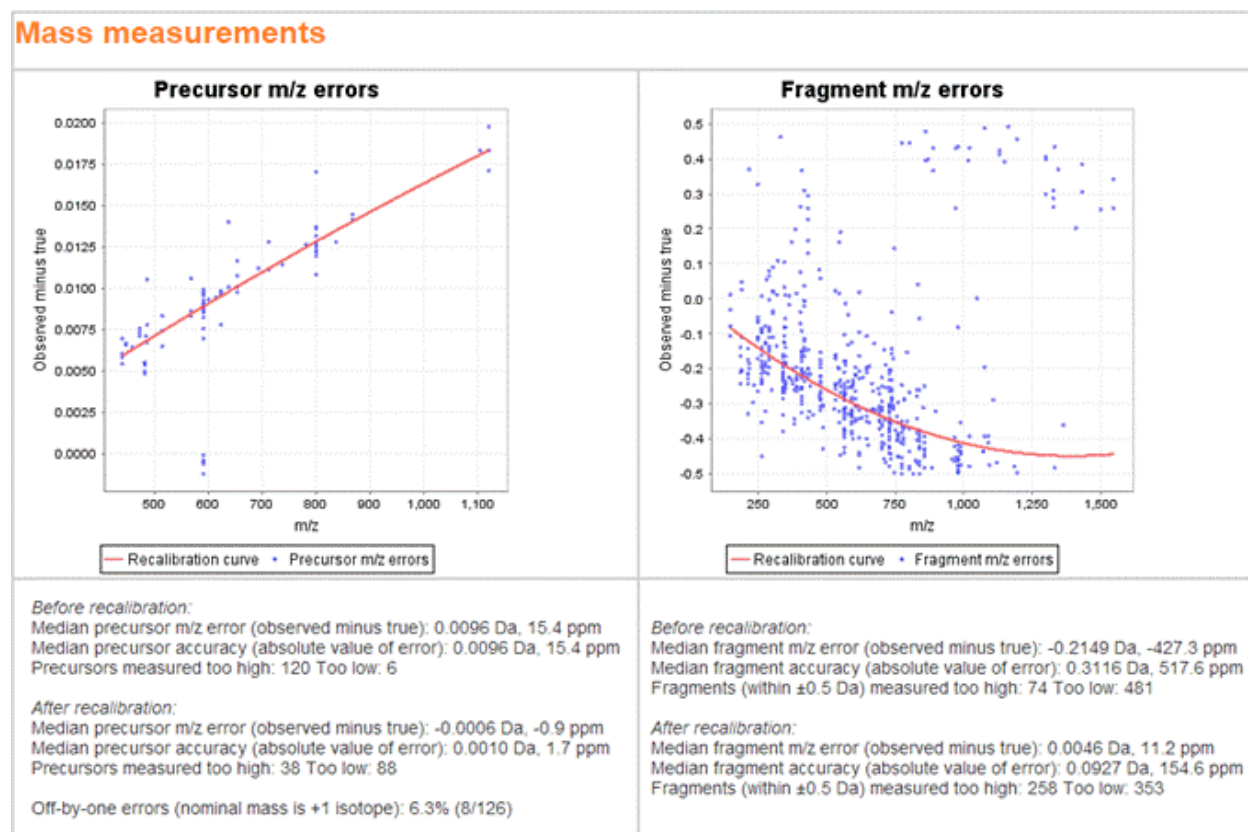 Mass measurements
Precursor m/z errors
0.0200
0.0175
0.0150
0.0125
0.0100
0.0075
0.0050
0.0025
0.0000
Observed minus true
500 600 700 800 900 1,000 1,100
m/z
Recalibration curve Precursor m/z errors
Fragment m/z errors
0.5
0.4
0.3
0.2
0.1
0.0
-0.1
-0.2
-0.3
-0.4
-0.5
Observed minus true
250 500 750 1,000 1,250 1,500
m/z
Recalibration curve Fragment m/z errors
Before recalibration:
Median precursor m/z error (observed minus true): 0.0096 Da, 15.4 ppm
Median precursor accuracy (absolute value of error): 0.0096 Da, 15.4 ppm
Precursors measured too high: 120 Too low: 6
After recalibration:
Median precursor m/z error (observed minus true): -0.0006 Da, -0.9 ppm
Median precursor accuracy (absolute value of error): 0.0010 Da, 1.7 ppm
Precursors measured too high: 38 Too low: 88
Off-by-one errors (nominal mass is +1 isotope): 6.3% (8/126)
Before recalibration:
Median fragment m/z error (observed minus true): -0.2149 Da, -427.3 ppm
Median fragment accuracy (absolute value of error): 0.3116 Da, 517.6 ppm
Fragments (within ±0.5 Da) measured too high: 74 Too low: 481
After recalibration:
Median fragment m/z error (observed minus true): 0.0046 Da, 11.2 ppm
Median fragment accuracy (absolute value of error): 0.0927 Da, 154.6 ppm
Fragments (within ±0.5 Da) measured too high: 258 Too low: 353